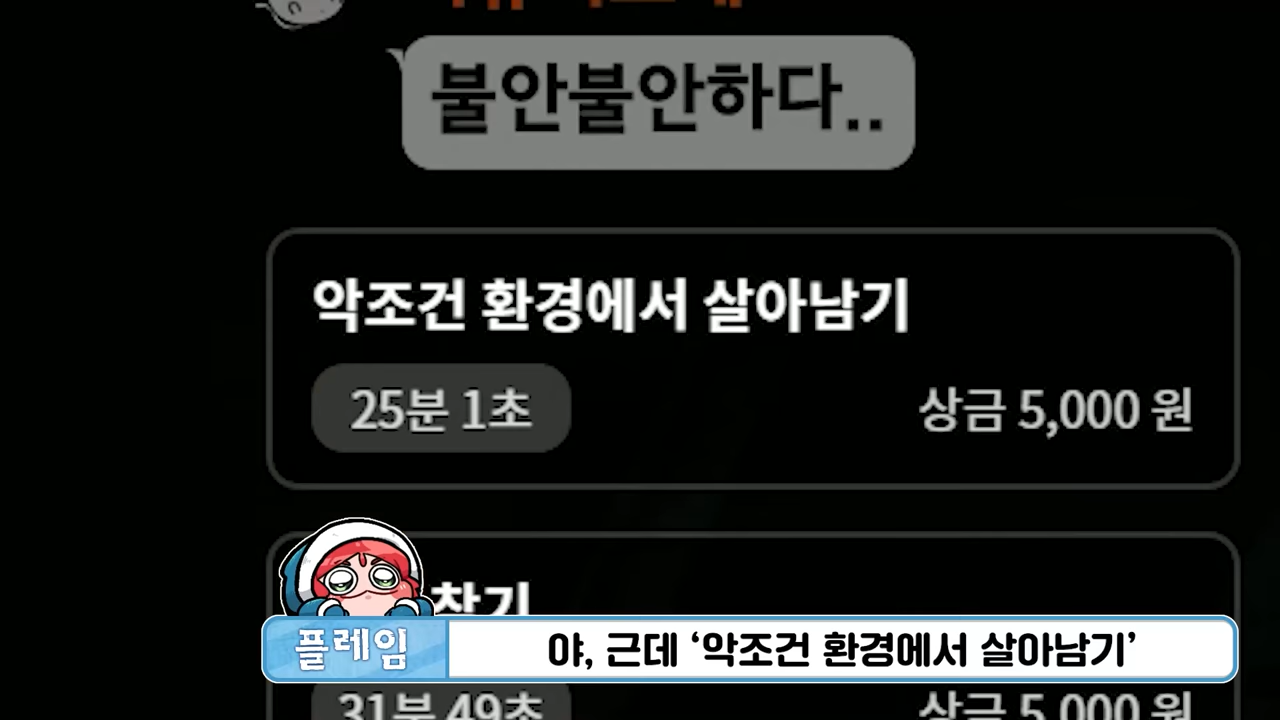 불안불안하다..
악조건 환경에서 살아남기
25분 1초
상금 5,000 원
찾기
플레임
야, 근데 ‘악조건 환경에서 살아남기’
31분 49초
상금 5,000 원